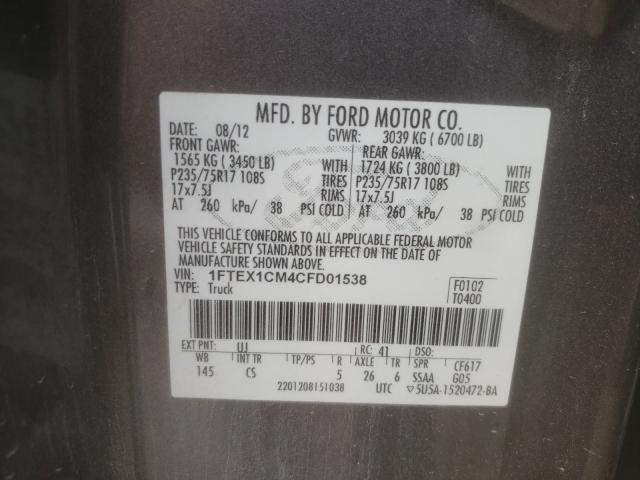 MFD. BY FORD MOTOR CO.
DATE: 08/12 GVWR: 3039 KG ( 6700 LB)
FRONT GAWR: REAR GAWR:
1565 KG ( 3450 LB) 1724 KG ( 3800 LB)
P235/75R17 108S TIRES P235/75R17 108S TIRES
17x7.5J RIMS 17x7.5J RIMS
AT 260 kPa/ 38 PSI COLD AT 260 kPa/ 38 PSI COLD
THIS VEHICLE CONFORMS TO ALL APPLICABLE FEDERAL MOTOR
VEHICLE SAFETY STANDARDS IN EFFECT ON THE DATE OF
MANUFACTURE SHOWN ABOVE.
VIN: 1FTEX1CM4CFD01538 F0102
TYPE: Truck T0400
EXT PNT: UJ RC: 41 DSO:
WB INT TR TP/PS R AXLE TR SPR CF617
145 CS 5 26 6 SSAA G05
2201208151038 UTC ▽5U5A-1520472-BA